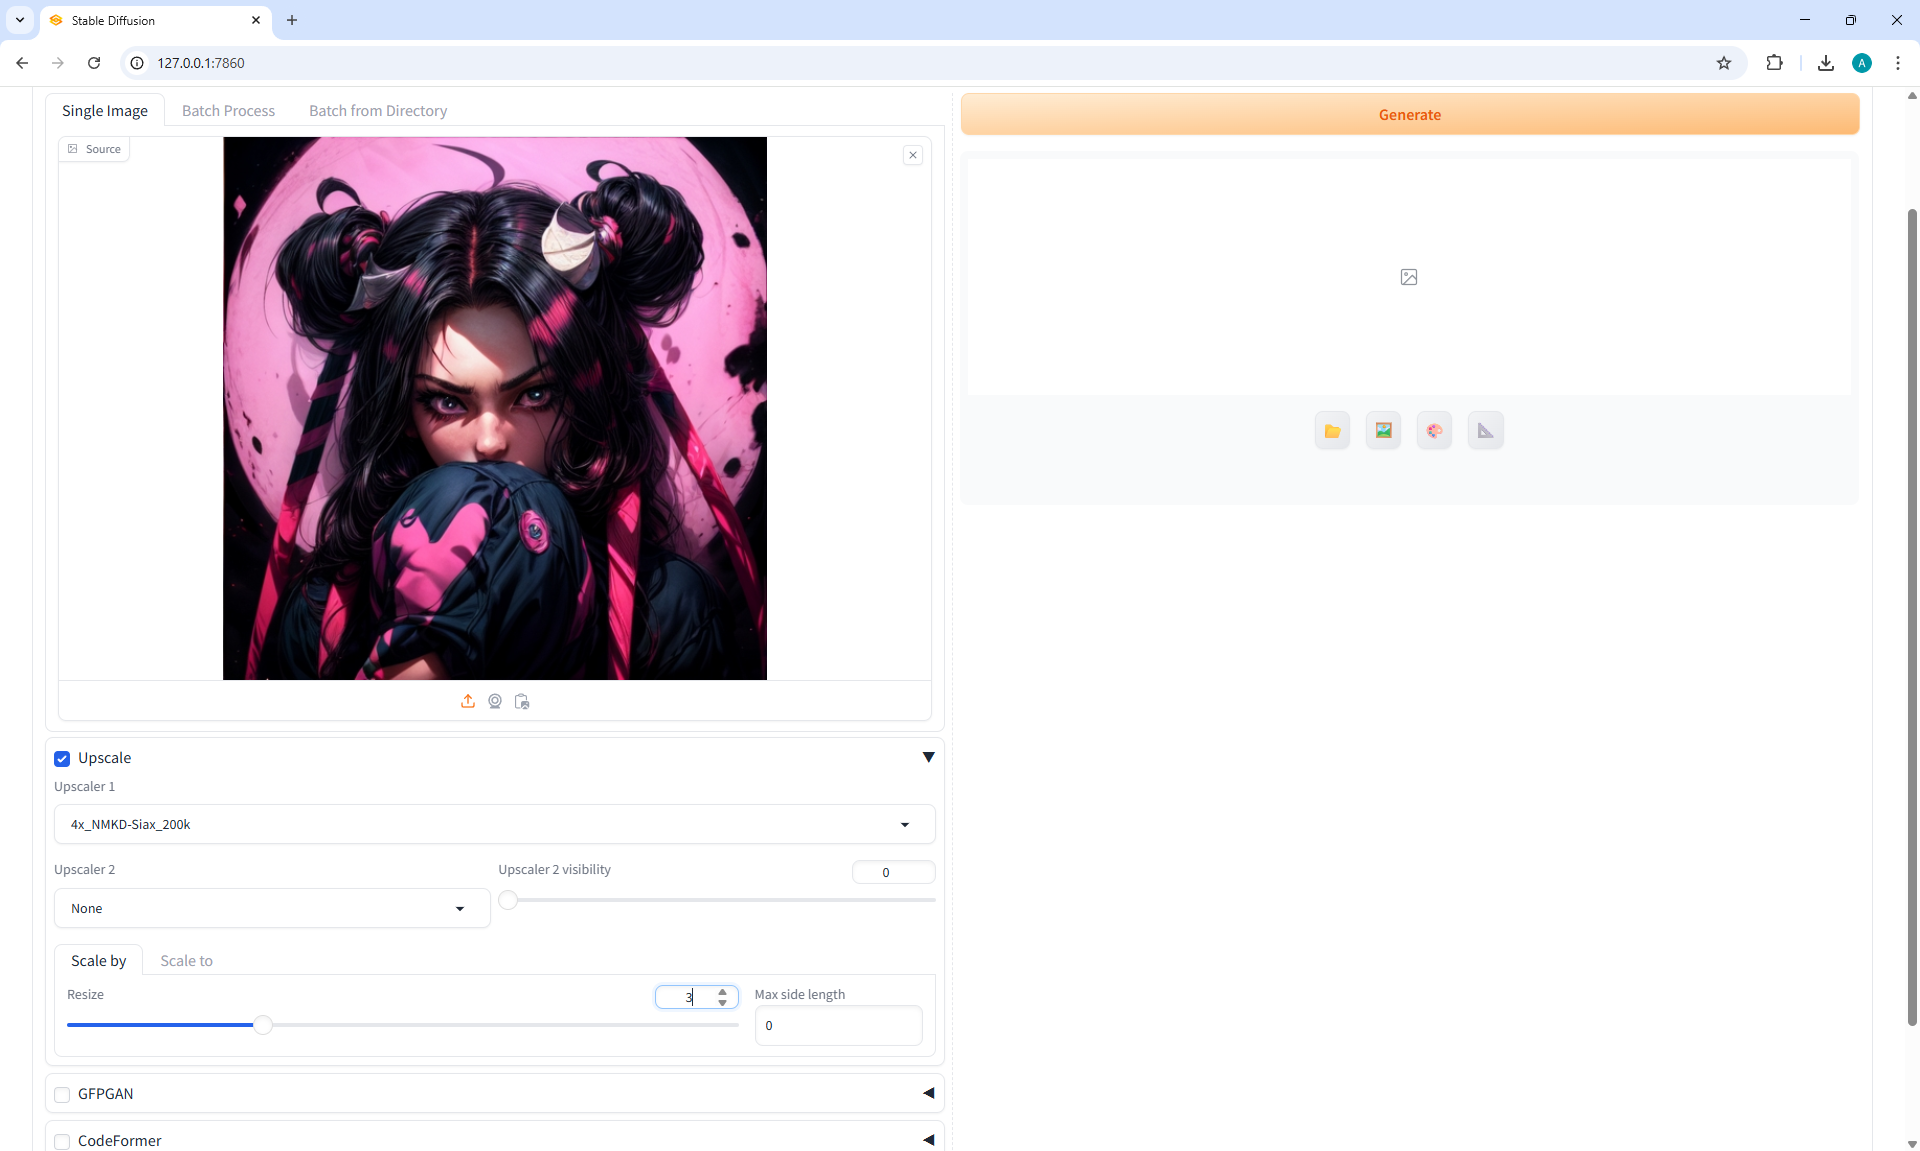 Stable Diffusion
127.0.0.1:7860
A
Single Image
Batch Process
Batch from Directory
Source
Generate
Upscale
Upscaler 1
4x_NMKD-Siax_200k
Upscaler 2
Upscaler 2 visibility
0
None
Scale by
Scale to
Resize
3
Max side length
0
GFPGAN
CodeFormer